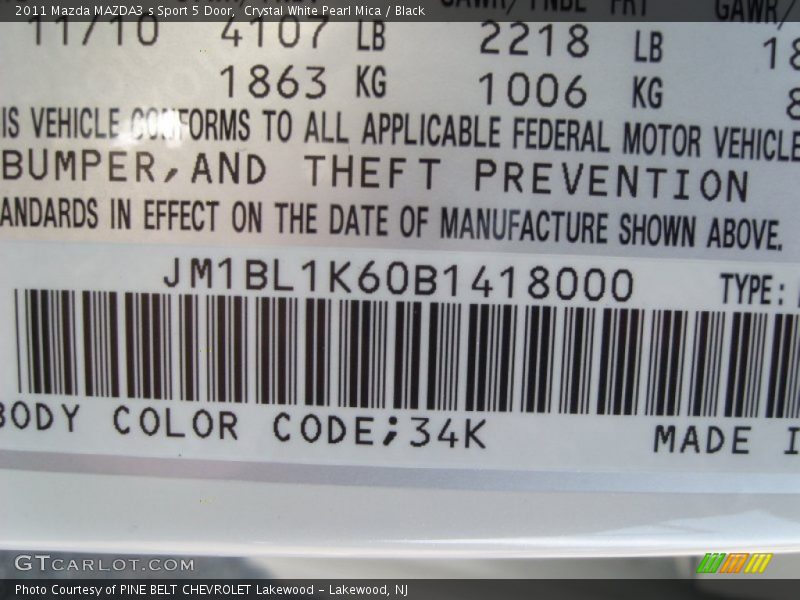 2011 Mazda MAZDA3 s Sport 5 Door, Crystal White Pearl Mica / Black
11/10 4107 LB 2218 LB 18
1863 KG 1006 KG 8
IS VEHICLE CONFORMS TO ALL APPLICABLE FEDERAL MOTOR VEHICLE
BUMPER, AND THEFT PREVENTION
ANDARDS IN EFFECT ON THE DATE OF MANUFACTURE SHOWN ABOVE.
JM1BL1K60B1418000 TYPE:
BODY COLOR CODE;34K MADE I
GTCARLOT.COM
Photo Courtesy of PINE BELT CHEVROLET Lakewood - Lakewood, NJ